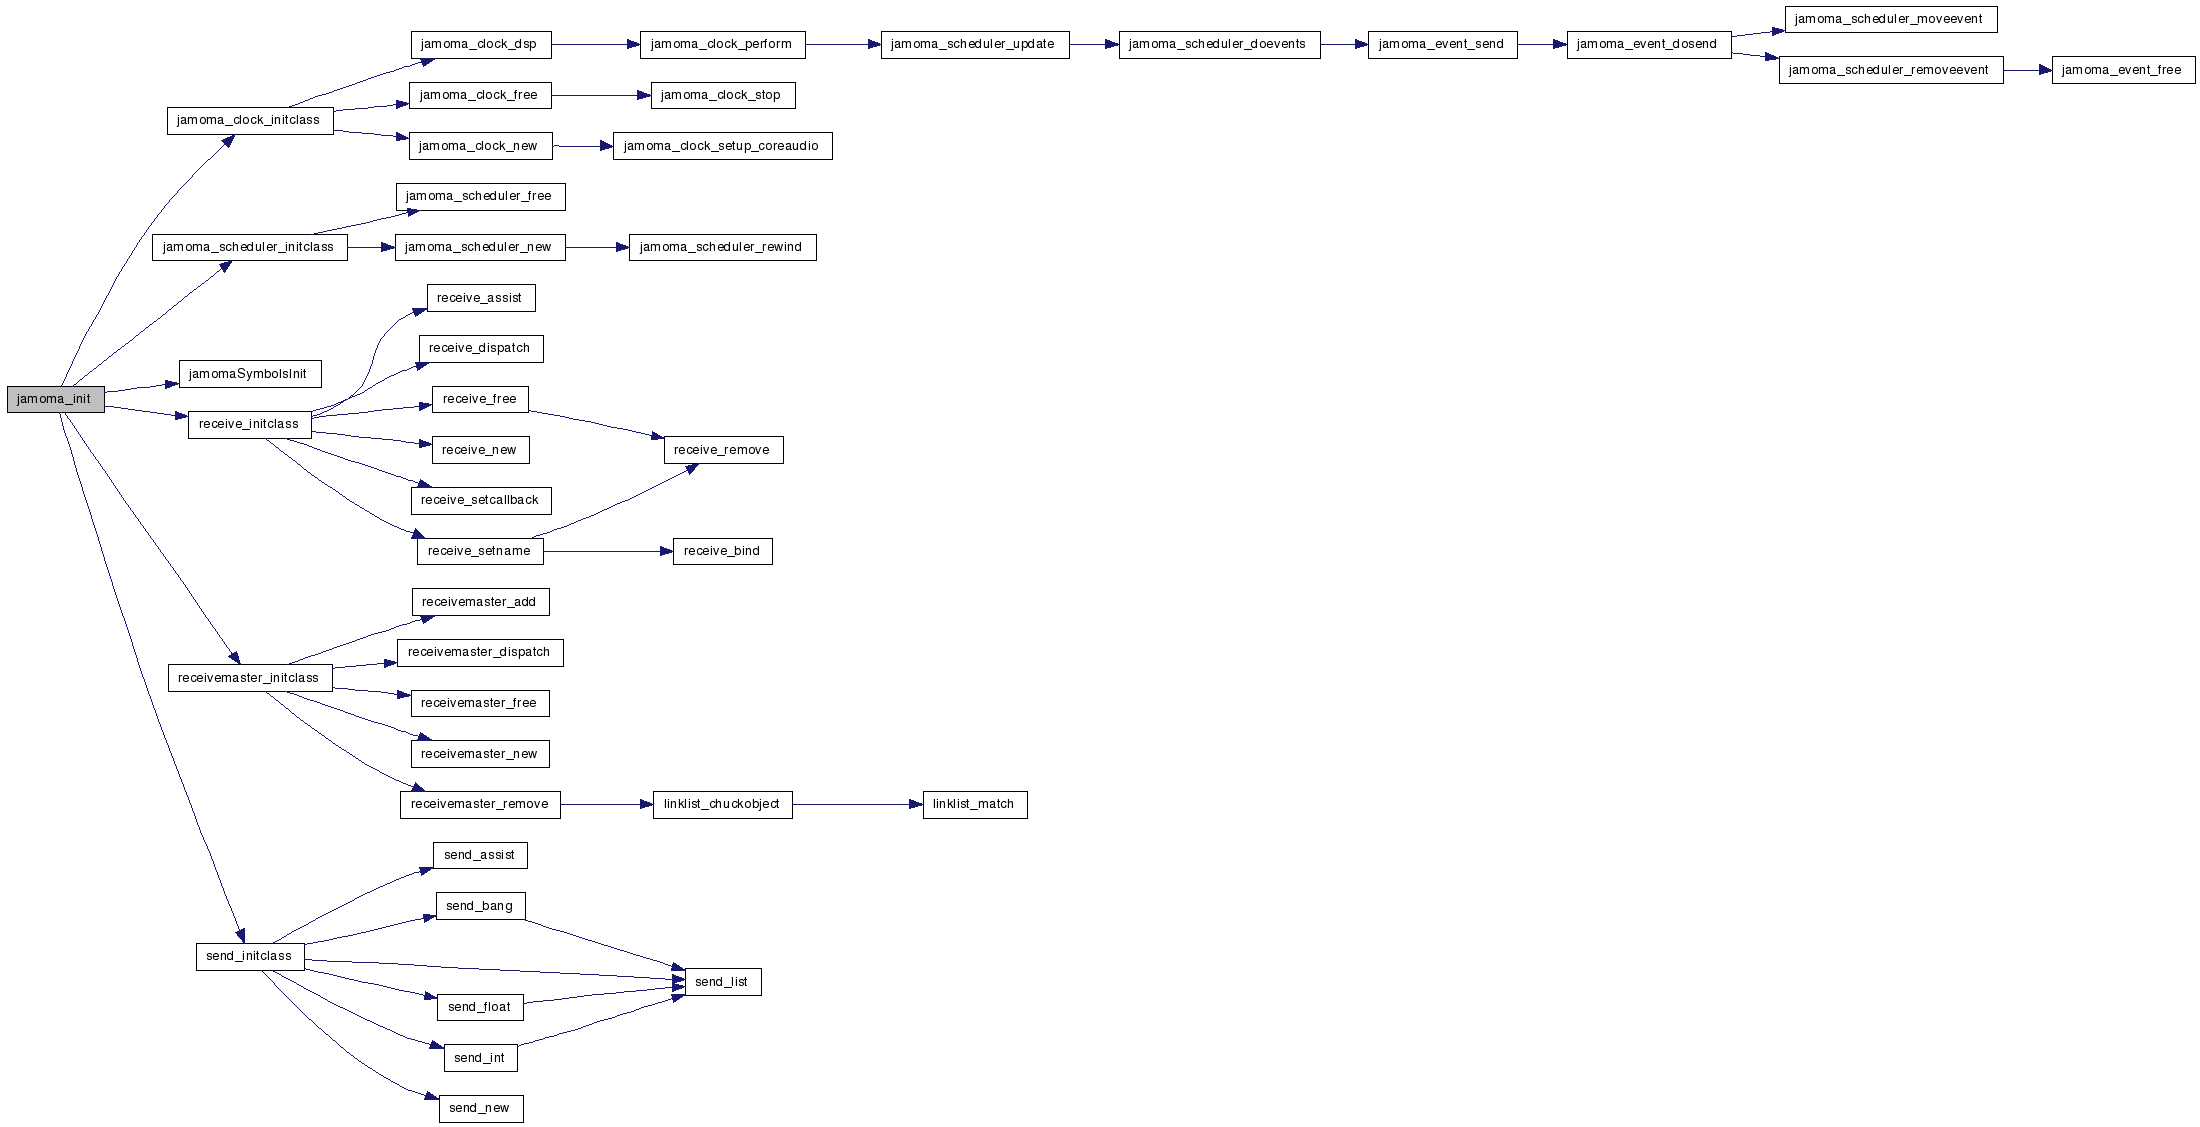 jamoma_scheduler_moveevent
jamoma_clock_dsp
jamoma_clock_perform
jamoma_scheduler_update
jamoma_scheduler_doevents
jamoma_event_send
jamoma_event_dosend
jamoma_scheduler_removeevent
jamoma_event_free
jamoma_clock_free
jamoma_clock_stop
jamoma_clock_initclass
jamoma_clock_new
jamoma_clock_setup_coreaudio
jamoma_scheduler_free
jamoma_scheduler_initclass
jamoma_scheduler_new
jamoma_scheduler_rewind
receive_assist
receive_dispatch
jamomaSymbolsInit
jamoma_init
receive_free
receive_initclass
receive_new
receive_remove
receive_setcallback
receive_setname
receive_bind
receivemaster_add
receivemaster_dispatch
receivemaster_initclass
receivemaster_free
receivemaster_new
receivemaster_remove
linklist_chuckobject
linklist_match
send_assist
send_bang
send_initclass
send_list
send_float
send_int
send_new